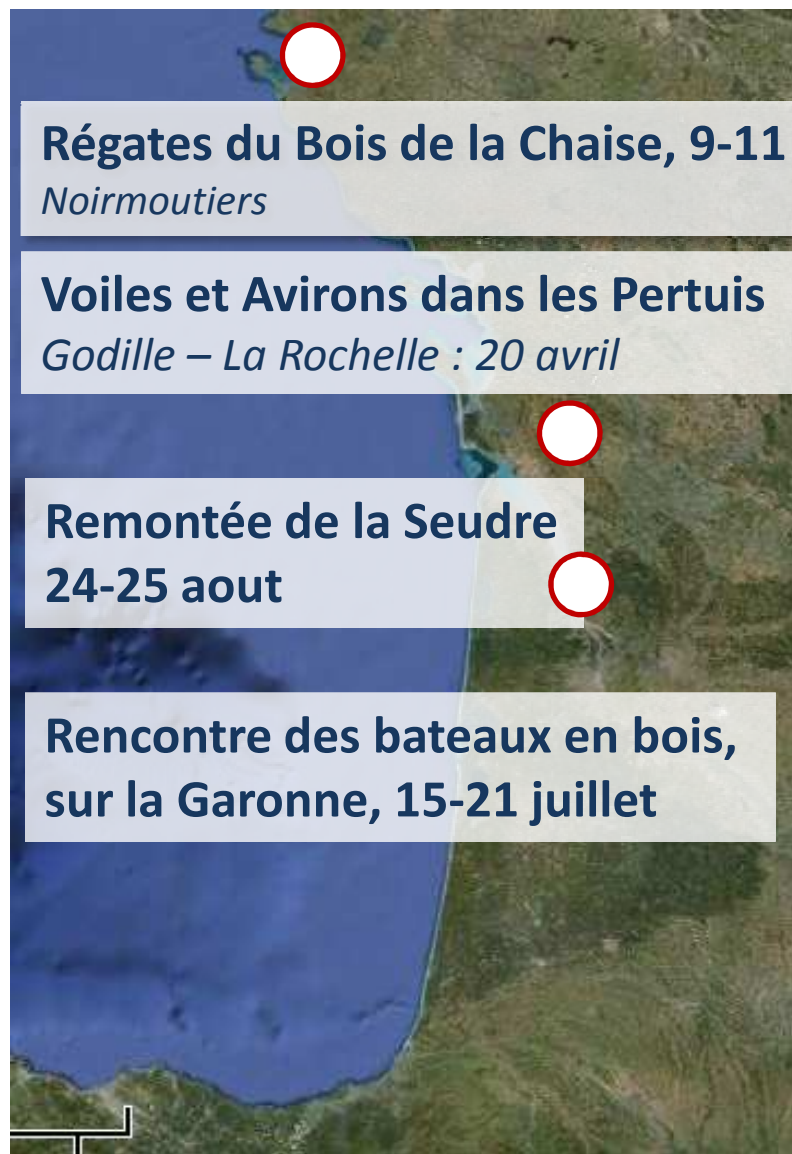 Régates du Bois de la Chaise, 9-11
Noirmoutiers
Voiles et Avirons dans les Pertuis
Godille – La Rochelle : 20 avril
Remontée de la Seudre
24-25 aout
Rencontre des bateaux en bois,
sur la Garonne, 15-21 juillet